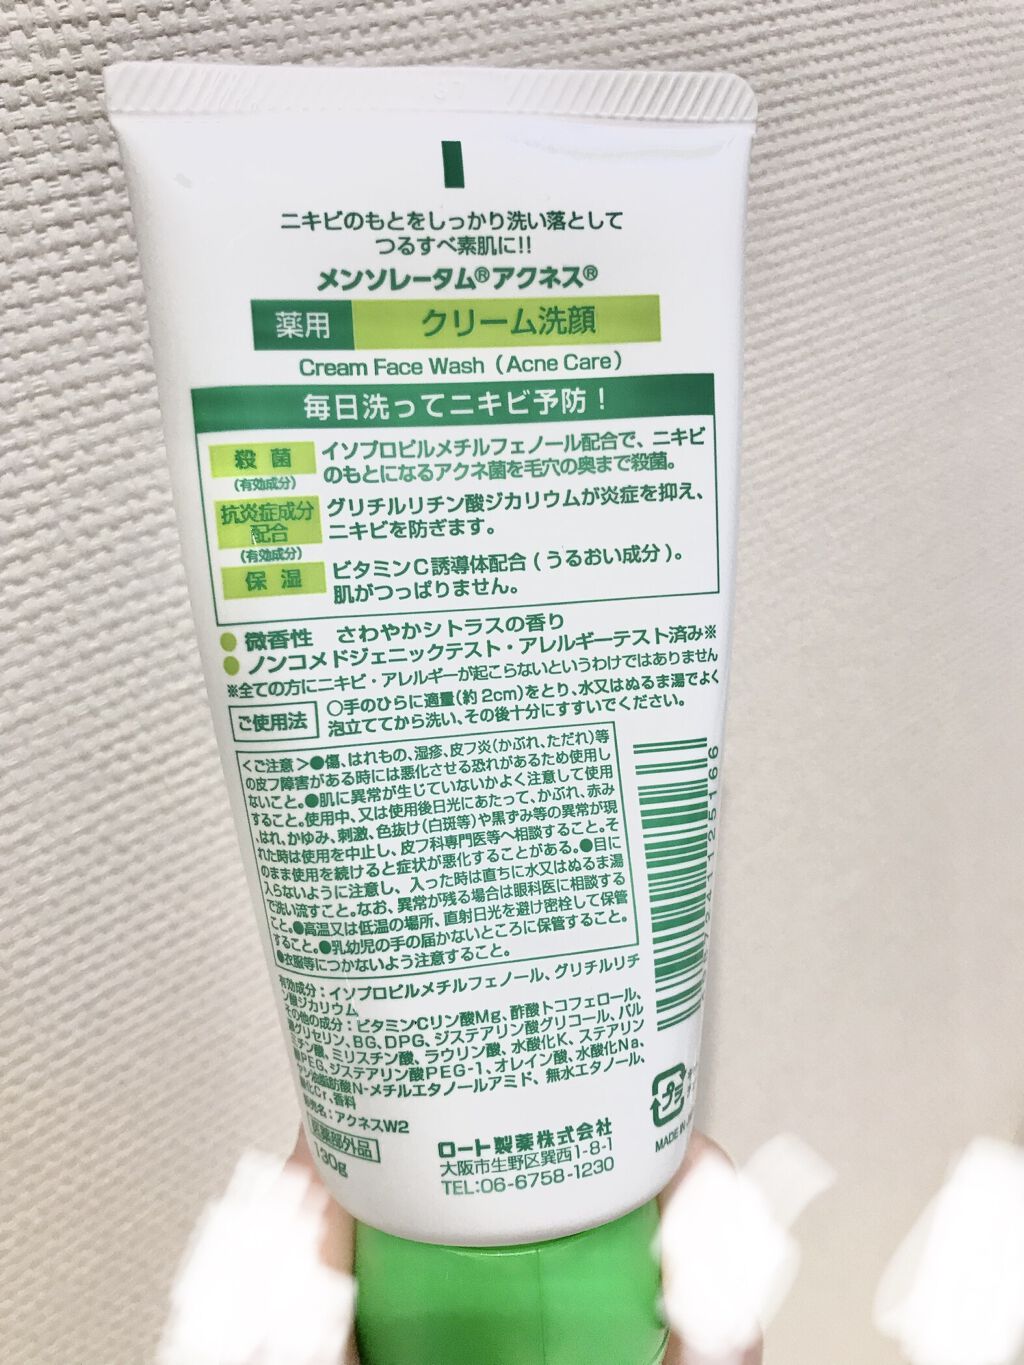 ニキビのもとをしっかり洗い落として
つるすべ素肌に!!
メンソレータム®アクネス®
薬用 クリーム洗顔
Cream Face Wash (Acne Care)
毎日洗ってニキビ予防!
殺菌
(有効成分)
イソプロピルメチルフェノール配合で、ニキビ
のもとになるアクネ菌を毛穴の奥まで殺菌。
抗炎症成分
配合
(有効成分)
グリチルリチン酸ジカリウムが炎症を抑え、
ニキビを防ぎます。
保湿
ビタミンC誘導体配合(うるおい成分)。
肌がつっぱりません。
●微香性 さわやかシトラスの香り
●ノンコメドジェニックテスト・アレルギーテスト済み※
※全ての方にニキビ・アレルギーが起こらないというわけではありません
ご使用法
○手のひらに適量(約2cm)をとり、水又はぬるま湯でよく
泡立ててから洗い、その後十分にすすいでください。
<ご注意>●傷、はれもの、湿疹、皮フ炎(かぶれ、ただれ)等
の皮フ障害がある時には悪化させる恐れがあるため使用し
ないこと。●肌に異常が生じていないかよく注意して使用
すること。使用中、又は使用後日光にあたって、かぶれ、赤み
はれ、かゆみ、刺激、色抜け(白斑等)や黒ずみ等の異常が現
れた時は使用を中止し、皮フ科専門医等へ相談すること。そ
のまま使用を続けると症状が悪化することがある。●目に
入らないように注意し、入った時は直ちに水又はぬるま湯
で洗い流すこと。なお、異常が残る場合は眼科医に相談する
こと。●高温又は低温の場所、直射日光を避け密栓して保管
すること。●乳幼児の手の届かないところに保管すること。
●衣服等につかないよう注意すること。
有効成分:イソプロピルメチルフェノール、グリチルリチ
ン酸ジカリウム
その他の成分:ビタミンCリン酸Mg、酢酸トコフェロール、
グリセリン、BG、DPG、ジステアリン酸グリコール、パル
ミチン酸、ミリスチン酸、ラウリン酸、水酸化K、ステアリン
酸PEG、ジステアリン酸PEG-1、オレイン酸、水酸化Na、
ヤシ油脂肪酸N-メチルエタノールアミド、無水エタノール、
酸化Cr、香料
販売名:アクネスW2
医薬部外品
130g
ロート製薬株式会社
大阪市生野区巽西1-8-1
TEL:06-6758-1230
プラ
MADE IN
241125166